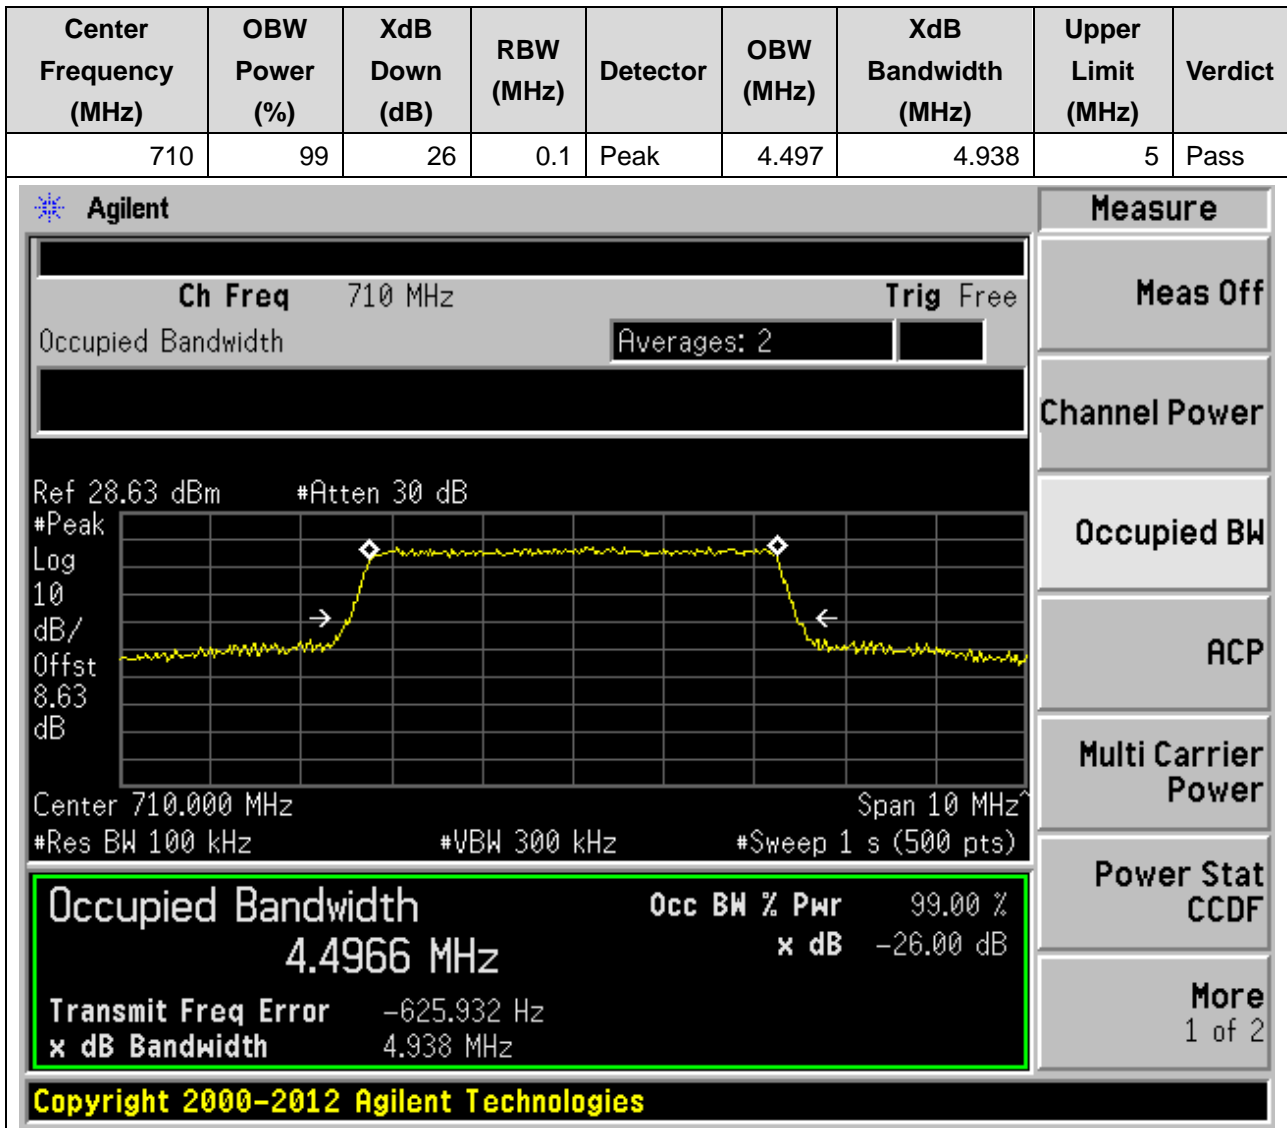 Center Frequency (MHz) OBW Power (%) XdB Down (dB) RBW (MHz) Detector OBW (MHz) XdB Bandwidth (MHz) Upper Limit (MHz) Verdict
710 99 26 0.1 Peak 4.497 4.938 5 Pass
Agilent
Measure
Ch Freq 710 MHz Trig Free
Meas Off
Occupied Bandwidth Averages: 2
Channel Power
Ref 28.63 dBm #Atten 30 dB
#Peak
Log
10
dB/
Offst
8.63
dB
Occupied BW
ACP
Multi Carrier
Power
Center 710.000 MHz Span 10 MHz^
#Res BW 100 kHz #VBW 300 kHz #Sweep 1 s (500 pts)
Power Stat
CCDF
Occupied Bandwidth Occ BW % Pwr 99.00 %
4.4966 MHz x dB -26.00 dB
Transmit Freq Error -625.932 Hz
x dB Bandwidth 4.938 MHz
More
1 of 2
Copyright 2000-2012 Agilent Technologies